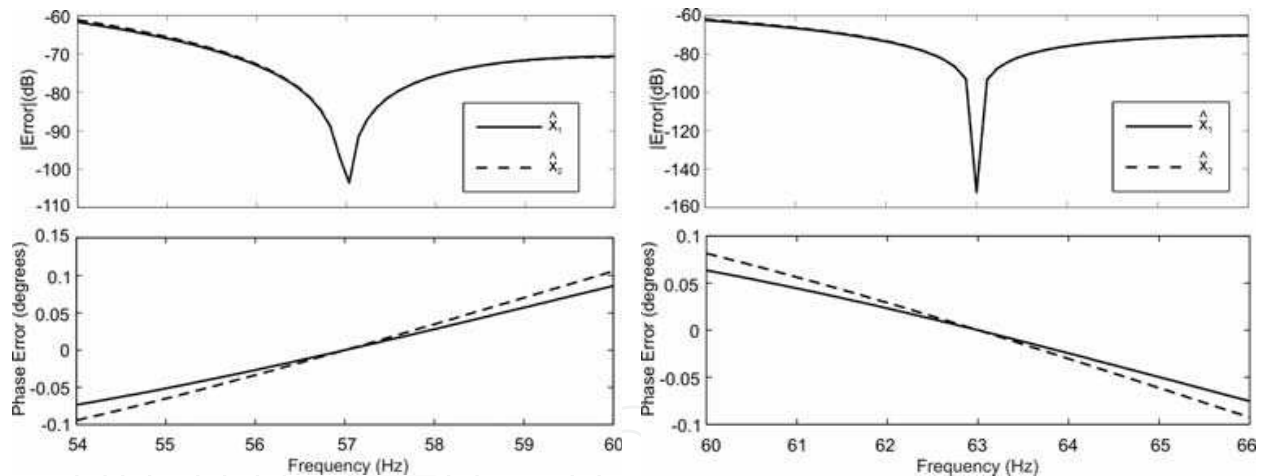 -60
-70
-80
-90
-100
-110
|Error|(dB)
x̂₁
x̂₂
0.15
0.1
0.05
0
-0.05
-0.1
Phase Error (degrees)
54 55 56 57 58 59 60
Frequency (Hz)
-60
-80
-100
-120
-140
-160
|Error|(dB)
x̂₁
x̂₂
0.1
0.05
0
-0.05
-0.1
Phase Error (degrees)
60 61 62 63 64 65 66
Frequency (Hz)